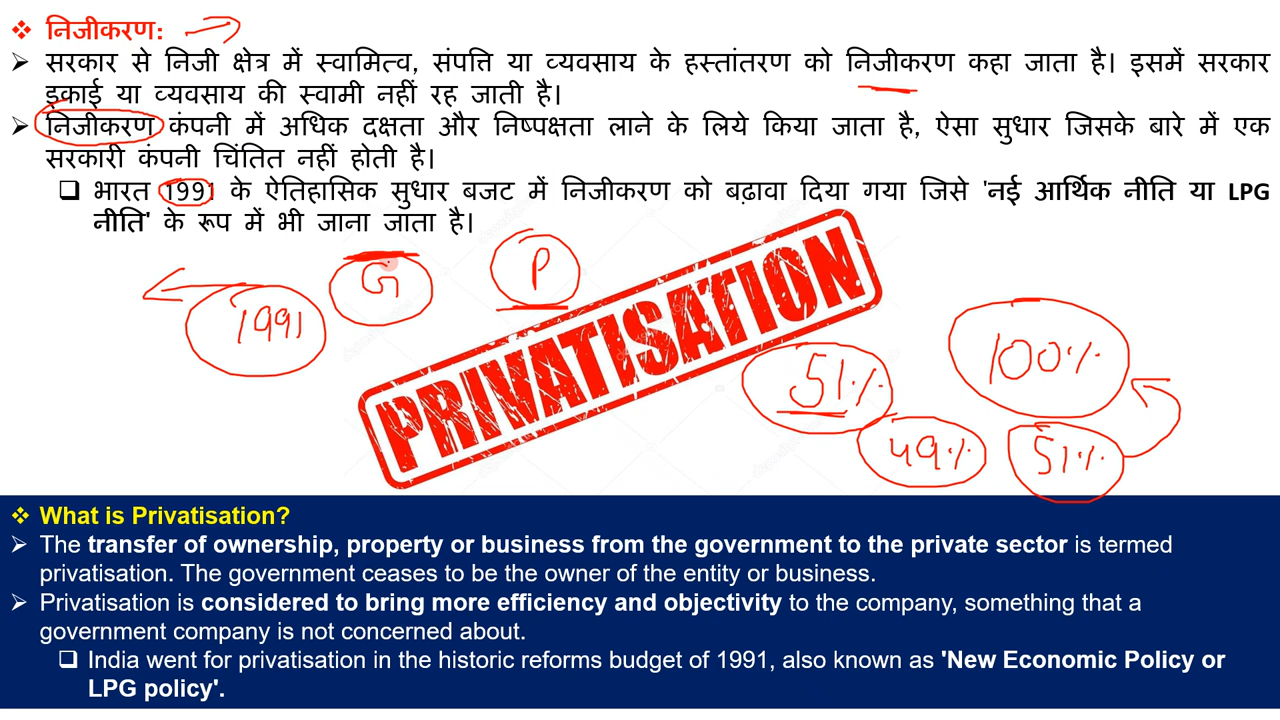 ❖ निजीकरण:
➢ सरकार से निजी क्षेत्र में स्वामित्व, संपत्ति या व्यवसाय के हस्तांतरण को निजीकरण कहा जाता है। इसमें सरकार
इकाई या व्यवसाय की स्वामी नहीं रह जाती है।
➢ निजीकरण कंपनी में अधिक दक्षता और निष्पक्षता लाने के लिये किया जाता है, ऐसा सुधार जिसके बारे में एक
सरकारी कंपनी चिंतित नहीं होती है।
❑ भारत 1991 के ऐतिहासिक सुधार बजट में निजीकरण को बढ़ावा दिया गया जिसे 'नई आर्थिक नीति या LPG
नीति' के रूप में भी जाना जाता है।
1991
G
P
PRIVATISATION
51%
100%
49%
51%
❖ What is Privatisation?
➢ The transfer of ownership, property or business from the government to the private sector is termed
privatisation. The government ceases to be the owner of the entity or business.
➢ Privatisation is considered to bring more efficiency and objectivity to the company, something that a
government company is not concerned about.
❑ India went for privatisation in the historic reforms budget of 1991, also known as 'New Economic Policy or
LPG policy'.